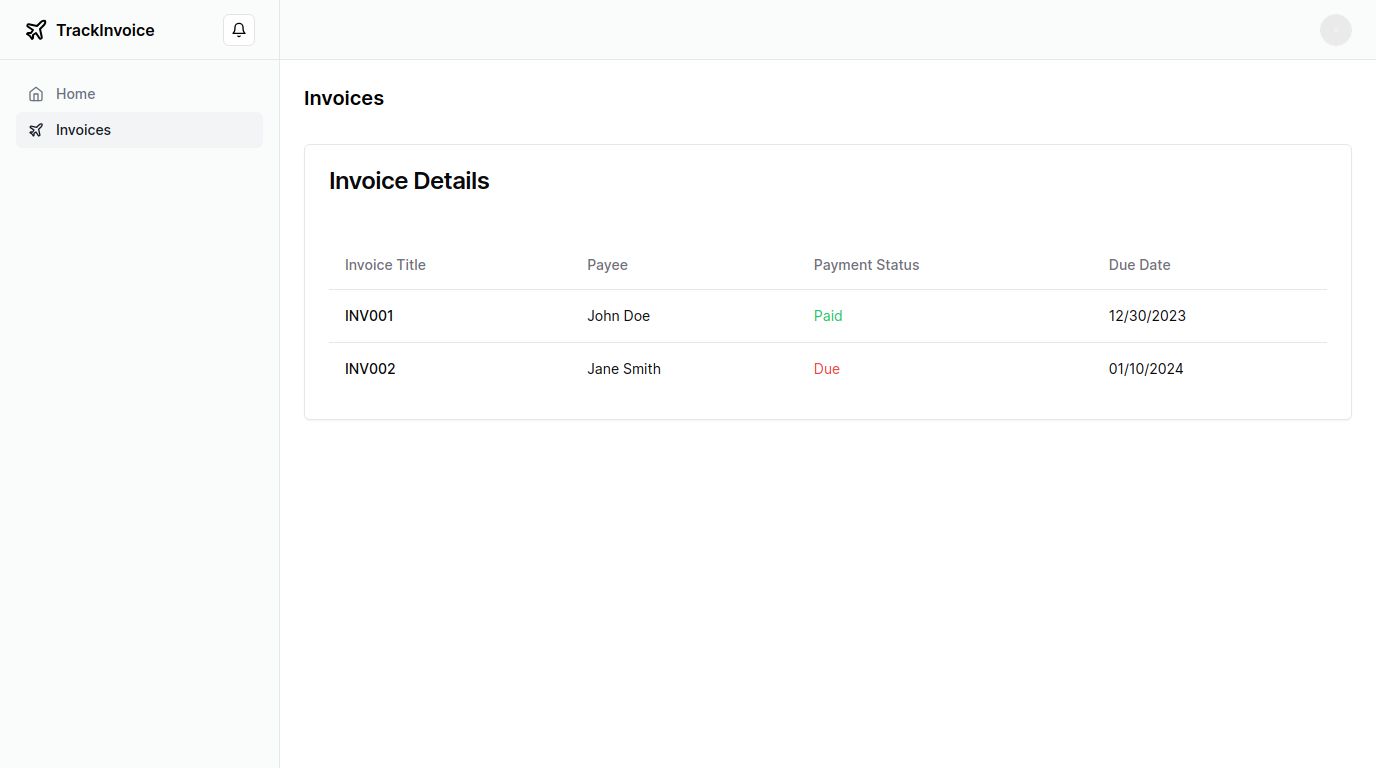 TrackInvoice
Home
Invoices
Invoices
Invoice Details
Invoice Title Payee Payment Status Due Date
INV001 John Doe Paid 12/30/2023
INV002 Jane Smith Due 01/10/2024